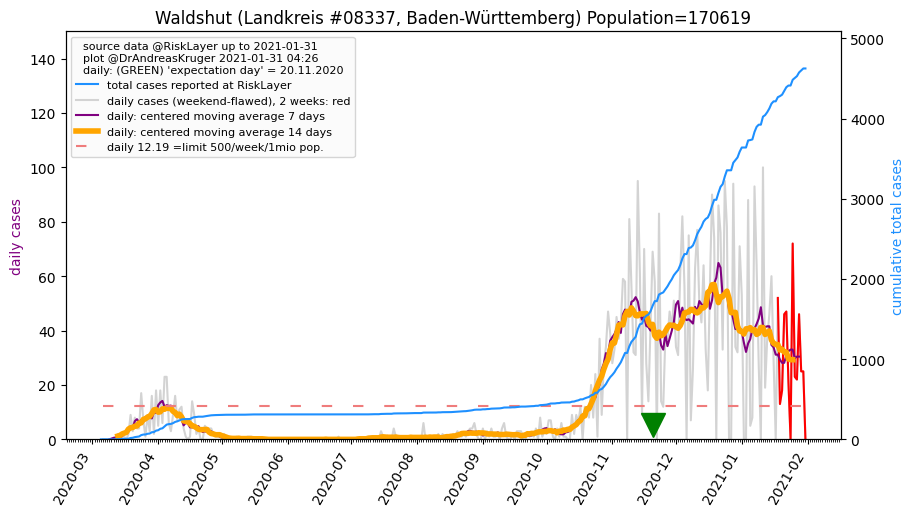 Waldshut (Landkreis #08337, Baden-Württemberg) Population=170619
source data @RiskLayer up to 2021-01-31
plot @DrAndreasKruger 2021-01-31 04:26
daily: (GREEN) 'expectation day' = 20.11.2020
total cases reported at RiskLayer
daily cases (weekend-flawed), 2 weeks: red
daily: centered moving average 7 days
daily: centered moving average 14 days
daily 12.19 =limit 500/week/1mio pop.
daily cases
140
120
100
80
60
40
20
0
cumulative total cases
5000
4000
3000
2000
1000
0
2020-03
2020-04
2020-05
2020-06
2020-07
2020-08
2020-09
2020-10
2020-11
2020-12
2021-01
2021-02